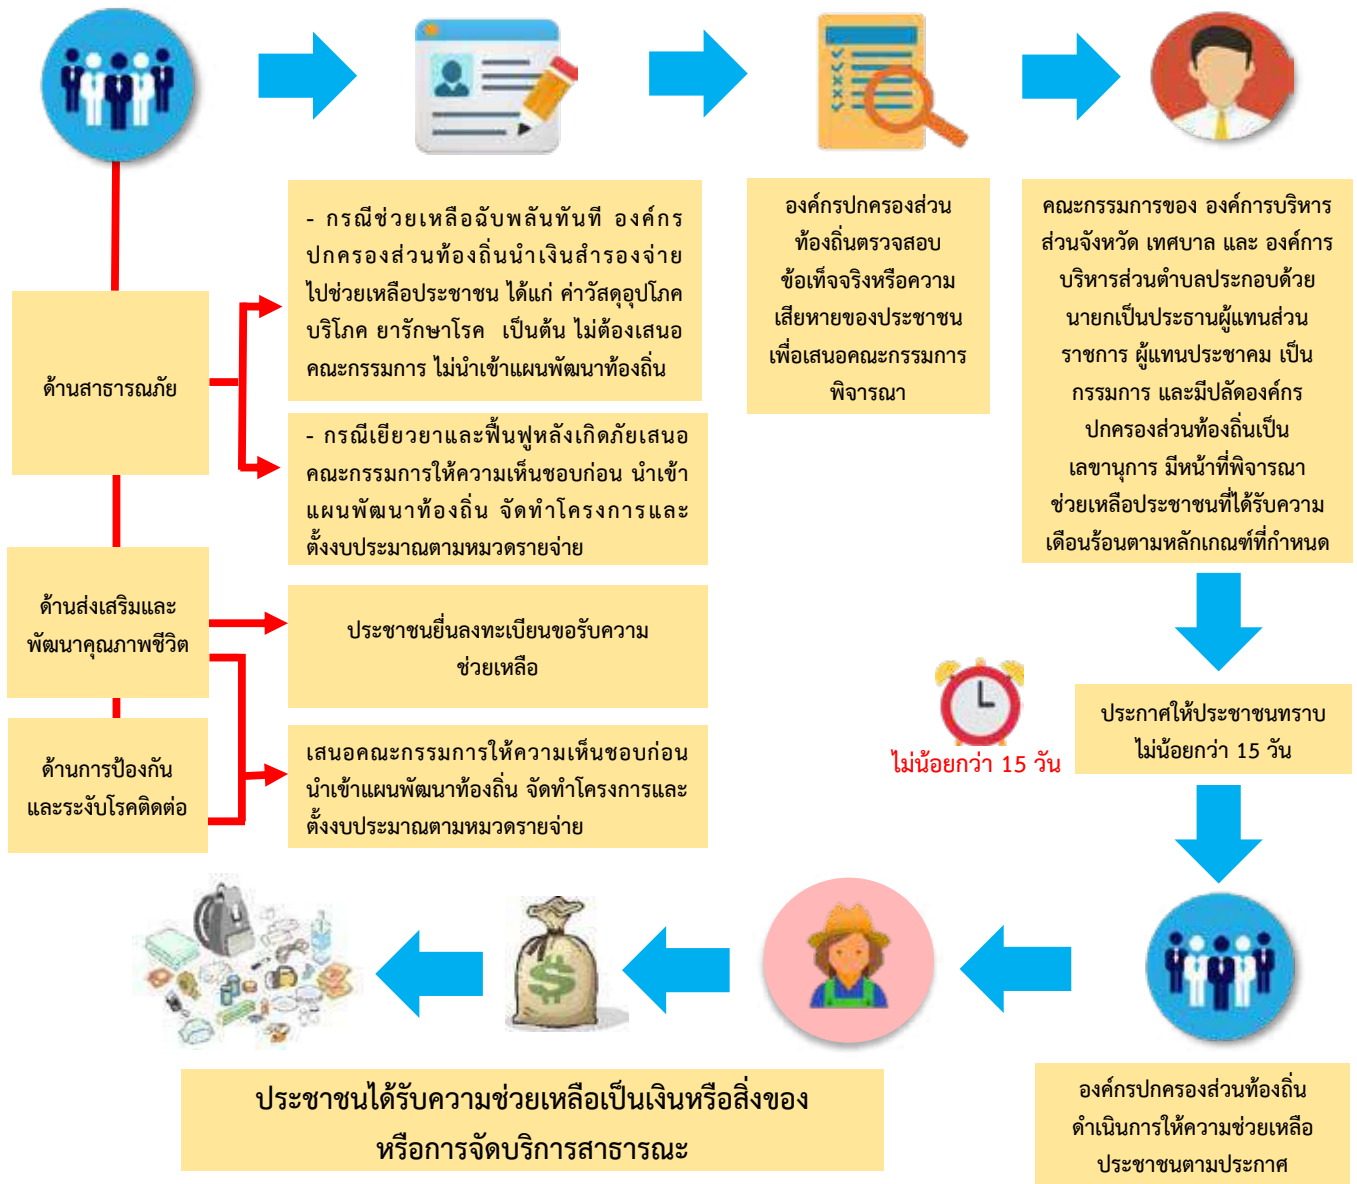 ด้านสาธารณภัย
- กรณีช่วยเหลือฉับพลันทันที องค์กร
ปกครองส่วนท้องถิ่นนำเงินสำรองจ่าย
ไปช่วยเหลือประชาชน ได้แก่ ค่าวัสดุอุปโภค
บริโภค ยารักษาโรค เป็นต้น ไม่ต้องเสนอ
คณะกรรมการ ไม่นำเข้าแผนพัฒนาท้องถิ่น
- กรณีเยียวยาและฟื้นฟูหลังเกิดภัยเสนอ
คณะกรรมการให้ความเห็นชอบก่อน นำเข้า
แผนพัฒนาท้องถิ่น จัดทำโครงการและ
ตั้งงบประมาณตามหมวดรายจ่าย
ด้านส่งเสริมและ
พัฒนาคุณภาพชีวิต
ประชาชนยื่นลงทะเบียนขอรับความ
ช่วยเหลือ
ด้านการป้องกัน
และระงับโรคติดต่อ
เสนอคณะกรรมการให้ความเห็นชอบก่อน
นำเข้าแผนพัฒนาท้องถิ่น จัดทำโครงการและ
ตั้งงบประมาณตามหมวดรายจ่าย
องค์กรปกครองส่วน
ท้องถิ่นตรวจสอบ
ข้อเท็จจริงหรือความ
เสียหายของประชาชน
เพื่อเสนอคณะกรรมการ
พิจารณา
คณะกรรมการของ องค์การบริหาร
ส่วนจังหวัด เทศบาล และ องค์การ
บริหารส่วนตำบลประกอบด้วย
นายกเป็นประธานผู้แทนส่วน
ราชการ ผู้แทนประชาคม เป็น
กรรมการ และมีปลัดองค์กร
ปกครองส่วนท้องถิ่นเป็น
เลขานุการ มีหน้าที่พิจารณา
ช่วยเหลือประชาชนที่ได้รับความ
เดือนร้อนตามหลักเกณฑ์ที่กำหนด
ไม่น้อยกว่า 15 วัน
ประกาศให้ประชาชนทราบ
ไม่น้อยกว่า 15 วัน
องค์กรปกครองส่วนท้องถิ่น
ดำเนินการให้ความช่วยเหลือ
ประชาชนตามประกาศ
ประชาชนได้รับความช่วยเหลือเป็นเงินหรือสิ่งของ
หรือการจัดบริการสาธารณะ